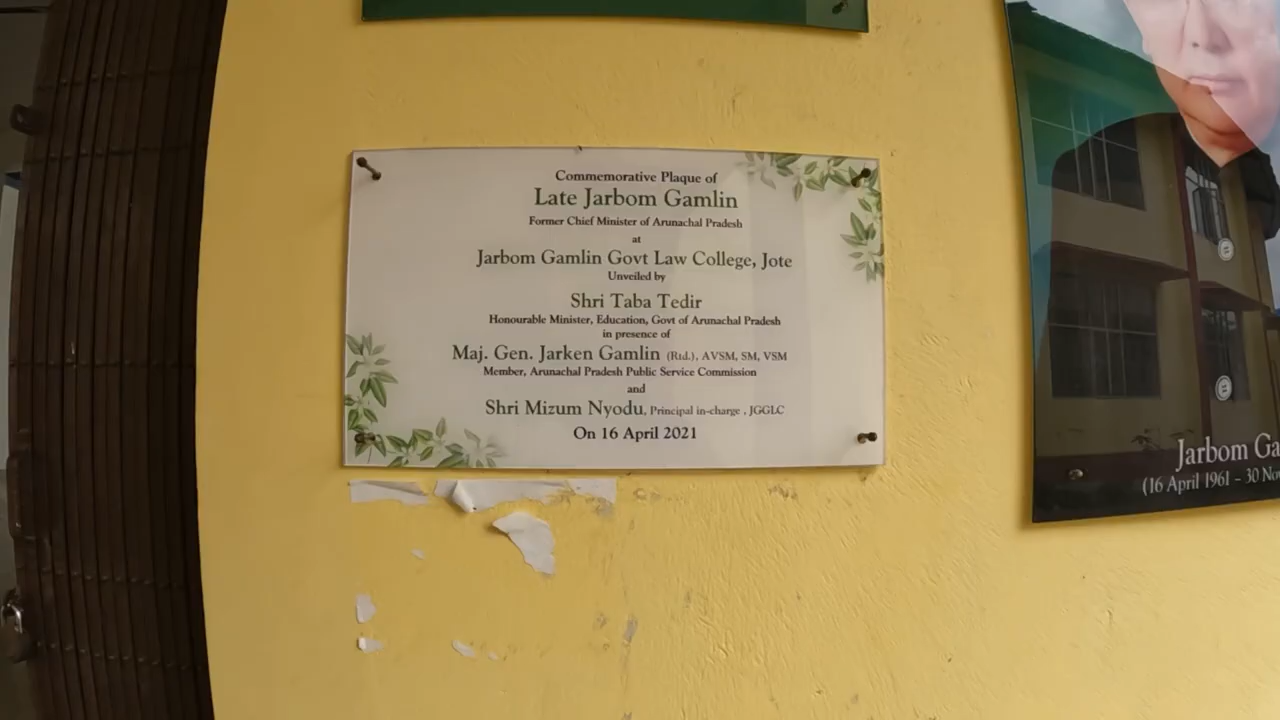 Commemorative Plaque of
Late Jarbom Gamlin
Former Chief Minister of Arunachal Pradesh
at
Jarbom Gamlin Govt Law College, Jote
Unveiled by
Shri Taba Tedir
Honourable Minister, Education, Govt of Arunachal Pradesh
in presence of
Maj. Gen. Jarken Gamlin (Rtd.), AVSM, SM, VSM
Member, Arunachal Pradesh Public Service Commission
and
Shri Mizum Nyodu, Principal in-charge , JGGLC
On 16 April 2021
Jarbom Ga
(16 April 1961 - 30 No